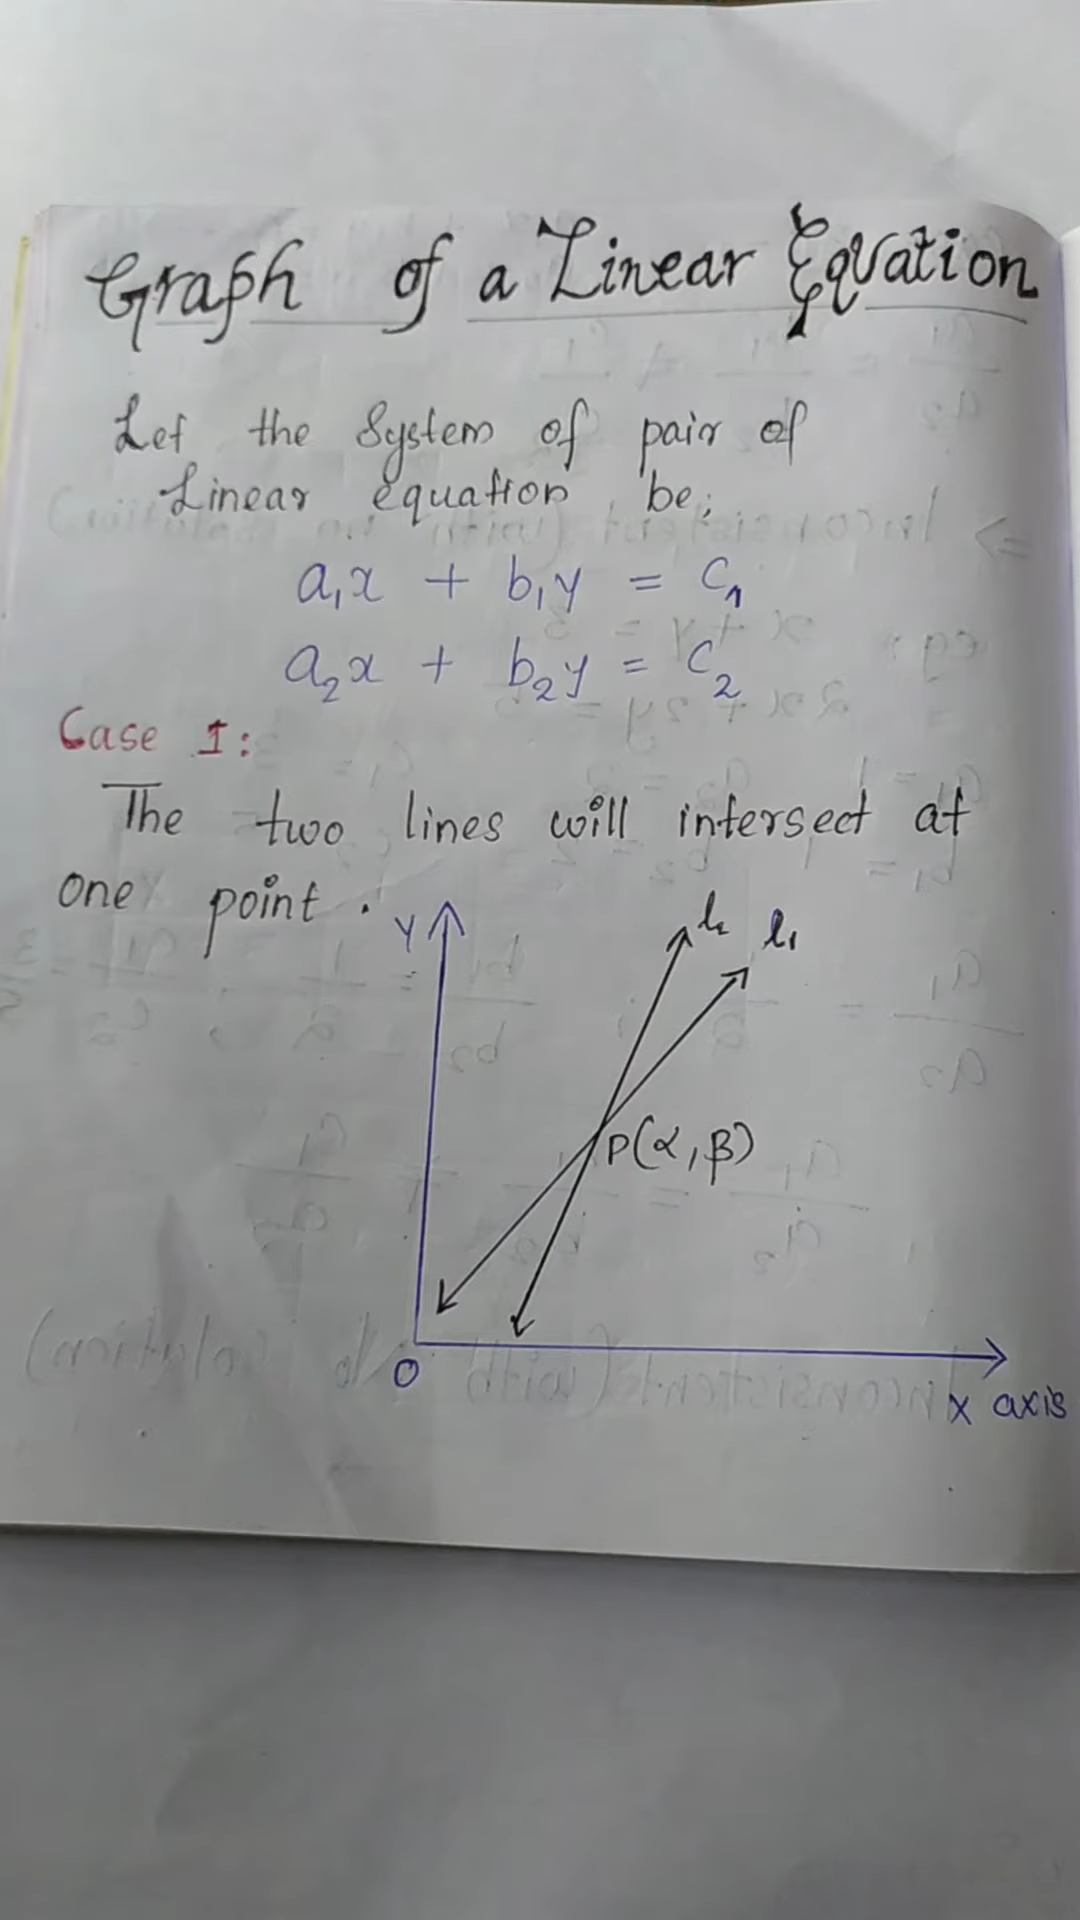 Graph of a Linear Equation
Let the System of pair of
Linear equation be;
a₁x + b₁y = c₁
a₂x + b₂y = c₂
Case I:
The two lines will intersect at
one point.
Y
l₂
l₁
P(α,β)
O
X axis